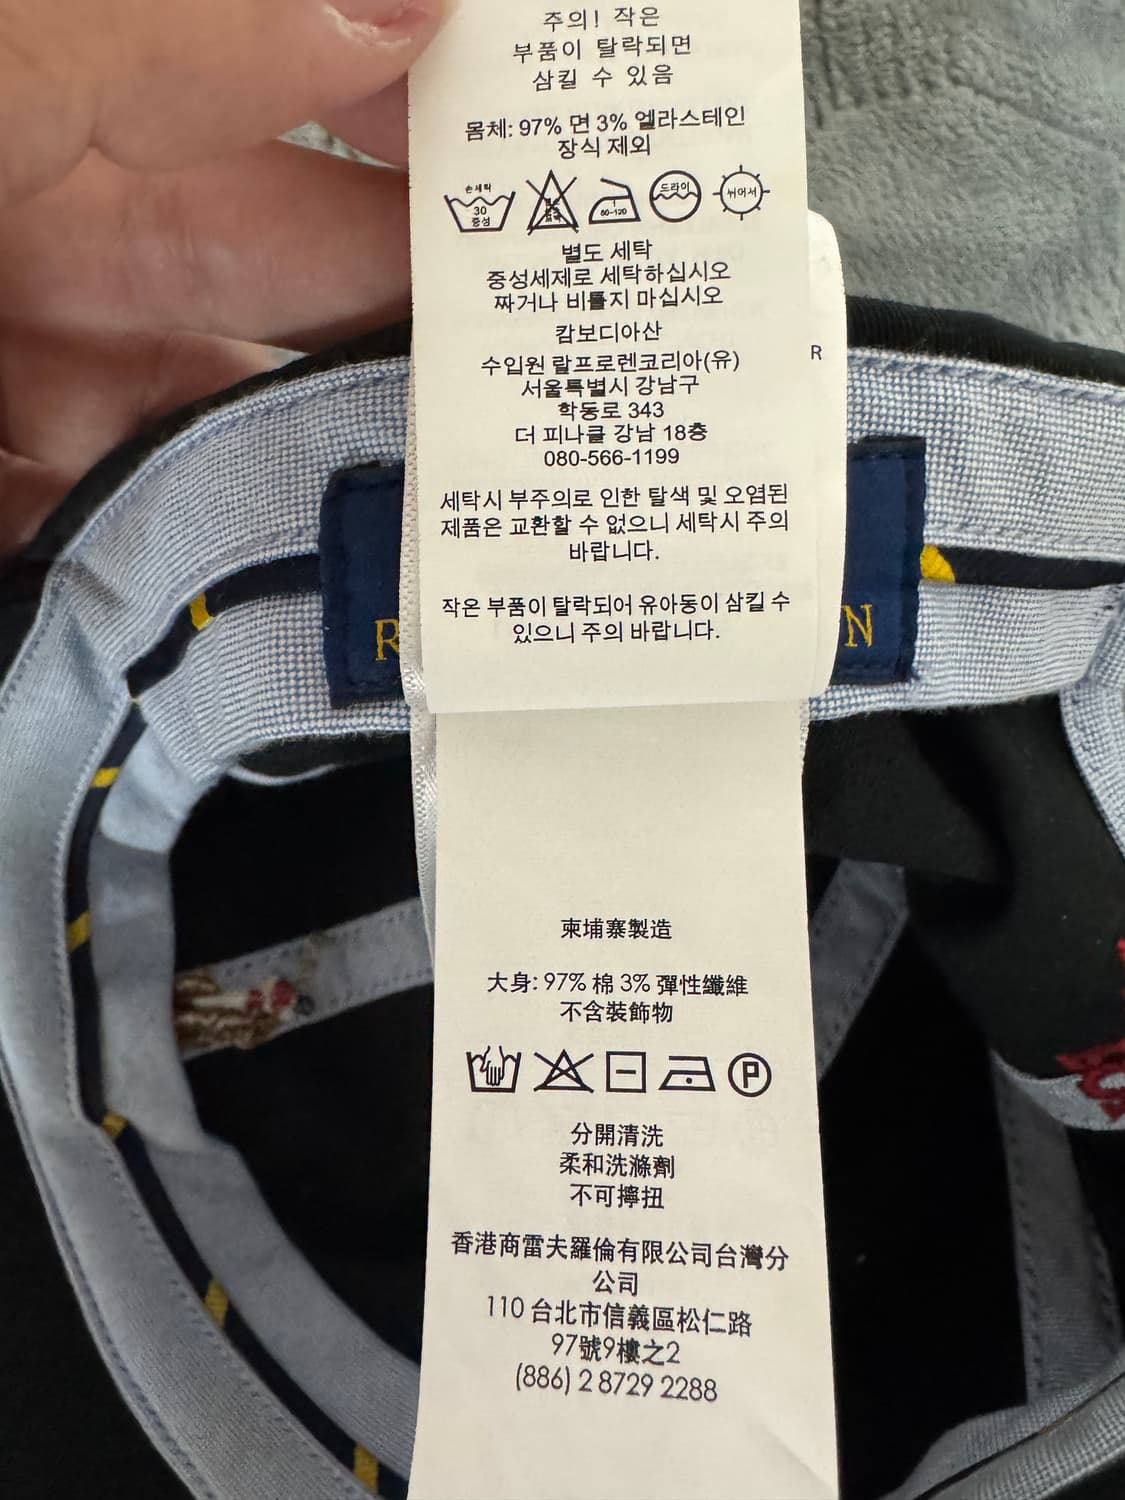 주의! 작은
부품이 탈락되면
삼킬 수 있음
몸체: 97% 면 3% 엘라스테인
장식 제외
손세탁
30
중성
80-120
드라이
뉘어서
별도 세탁
중성세제로 세탁하십시오
짜거나 비틀지 마십시오
캄보디아산
수입원 랄프로렌코리아(유)
서울특별시 강남구
학동로 343
더 피나클 강남 18층
080-566-1199
세탁시 부주의로 인한 탈색 및 오염된
제품은 교환할 수 없으니 세탁시 주의
바랍니다.
작은 부품이 탈락되어 유아동이 삼킬 수
있으니 주의 바랍니다.
R
R
N
柬埔寨製造
大身: 97% 棉 3% 彈性纖維
不含裝飾物
P
分開清洗
柔和洗滌劑
不可擰扭
香港商雷夫羅倫有限公司台灣分
公司
110 台北市信義區松仁路
97號9樓之2
(886) 2 8729 2288